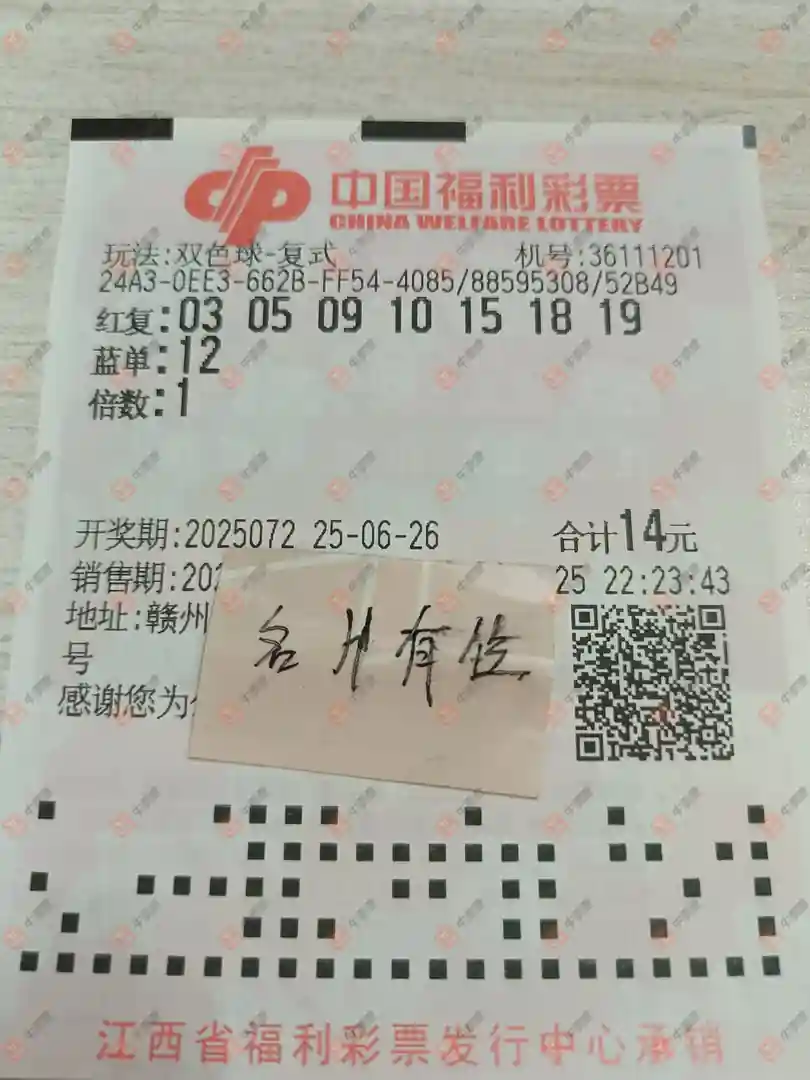 中国福利彩票
CHINA WELFARE LOTTERY
玩法:双色球-复式 机号:36111201
24A3-0EE3-662B-FF54-4085/88595308/52B49
红复:03 05 09 10 15 18 19
蓝单:12
倍数:1
开奖期:2025072 25-06-26 合计14元
销售期:202 25 22:23:43
地址:赣州
号
感谢您为
名片有售
江西省福利彩票发行中心承销